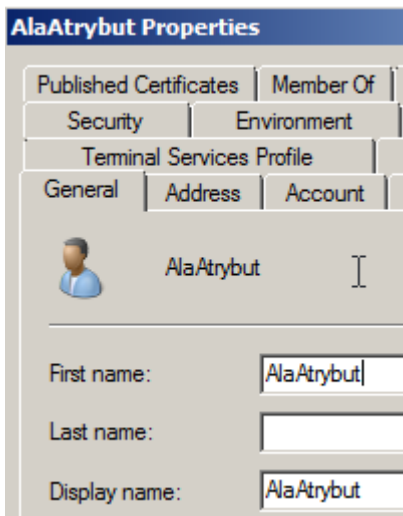 AlaAtrybut Properties
Published Certificates Member Of
Security Environment
Terminal Services Profile
General Address Account
AlaAtrybut
First name: AlaAtrybut
Last name:
Display name: AlaAtrybut